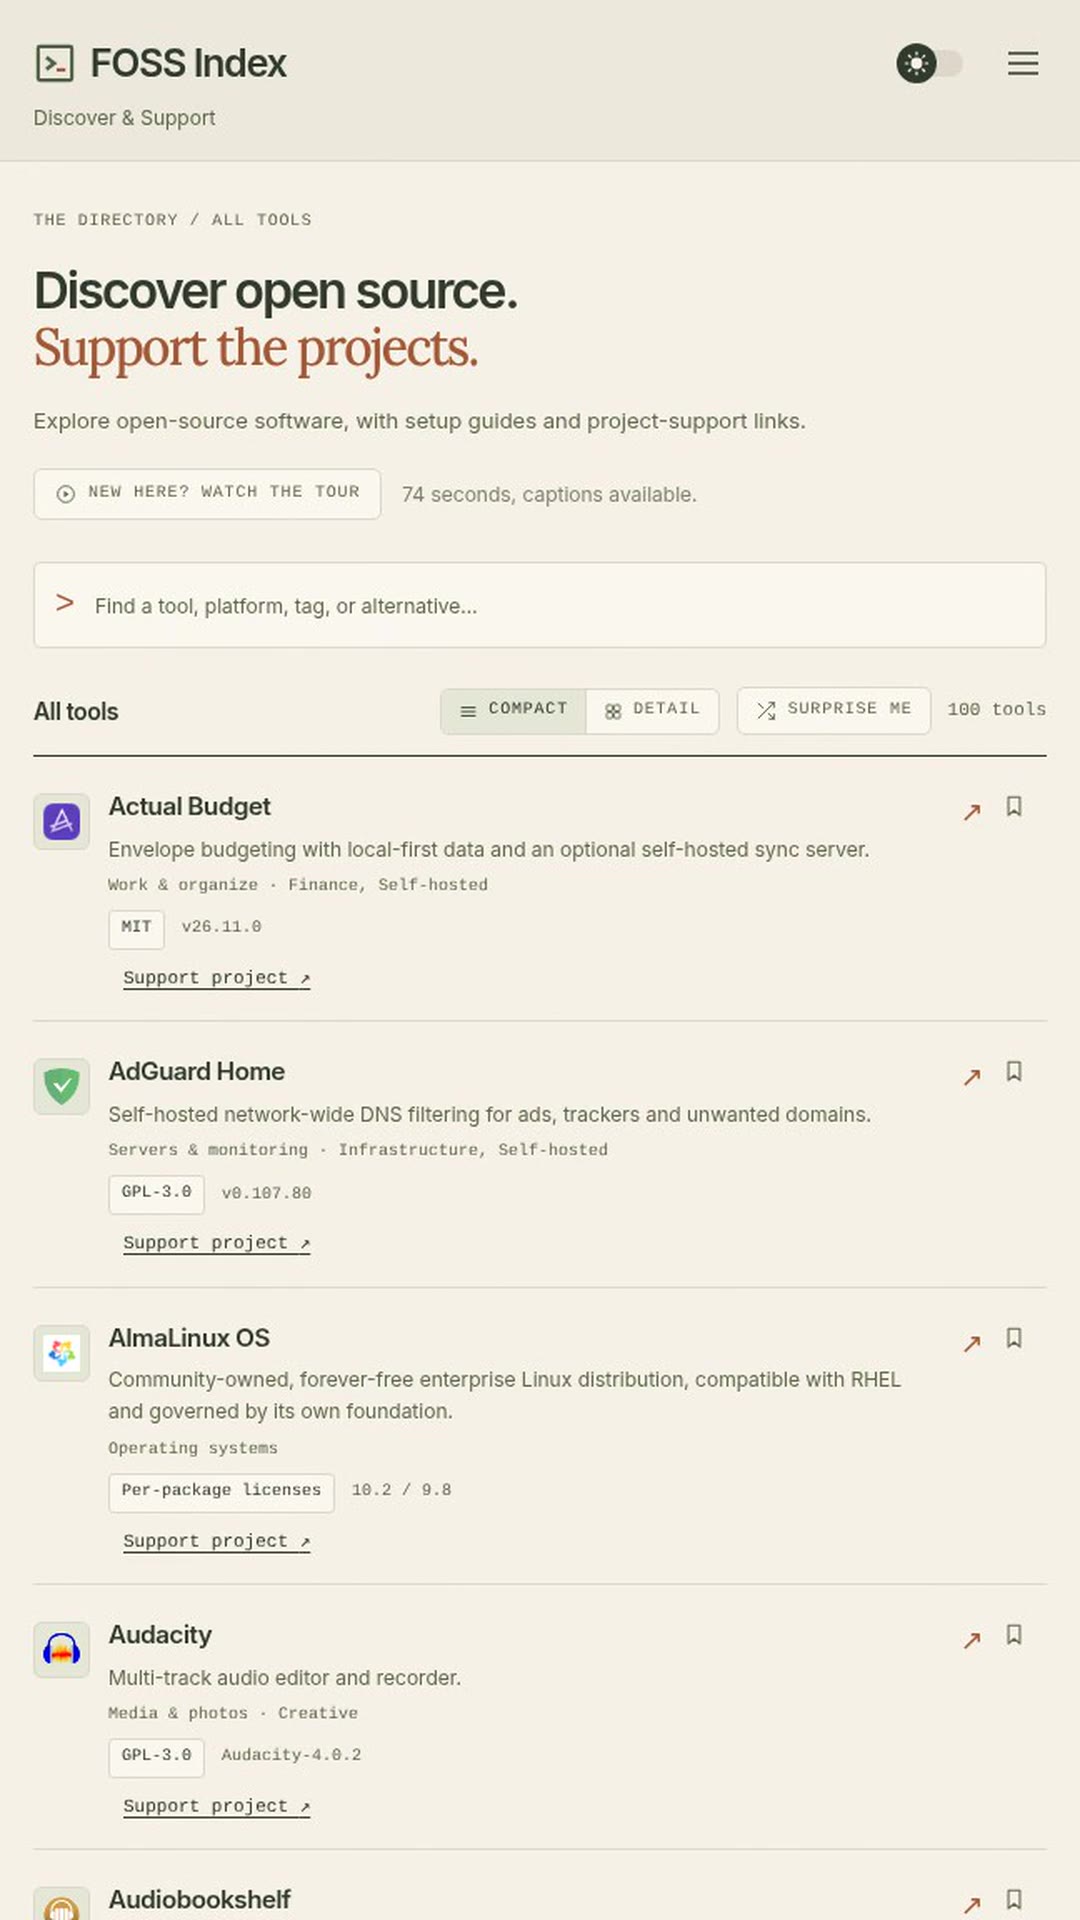 FOSS Index
Discover & Support
THE DIRECTORY / ALL TOOLS
Discover open source.
Support the projects.
Explore open-source software, with setup guides and project-support links.
NEW HERE? WATCH THE TOUR
74 seconds, captions available.
> Find a tool, platform, tag, or alternative...
All tools
COMPACT
DETAIL
SURPRISE ME
100 tools
Actual Budget
Envelope budgeting with local-first data and an optional self-hosted sync server.
Work & organize · Finance, Self-hosted
MIT v26.11.0
Support project ↗
AdGuard Home
Self-hosted network-wide DNS filtering for ads, trackers and unwanted domains.
Servers & monitoring · Infrastructure, Self-hosted
GPL-3.0 v0.107.80
Support project ↗
AlmaLinux OS
Community-owned, forever-free enterprise Linux distribution, compatible with RHEL
and governed by its own foundation.
Operating systems
Per-package licenses 10.2 / 9.8
Support project ↗
Audacity
Multi-track audio editor and recorder.
Media & photos · Creative
GPL-3.0 Audacity-4.0.2
Support project ↗
Audiobookshelf